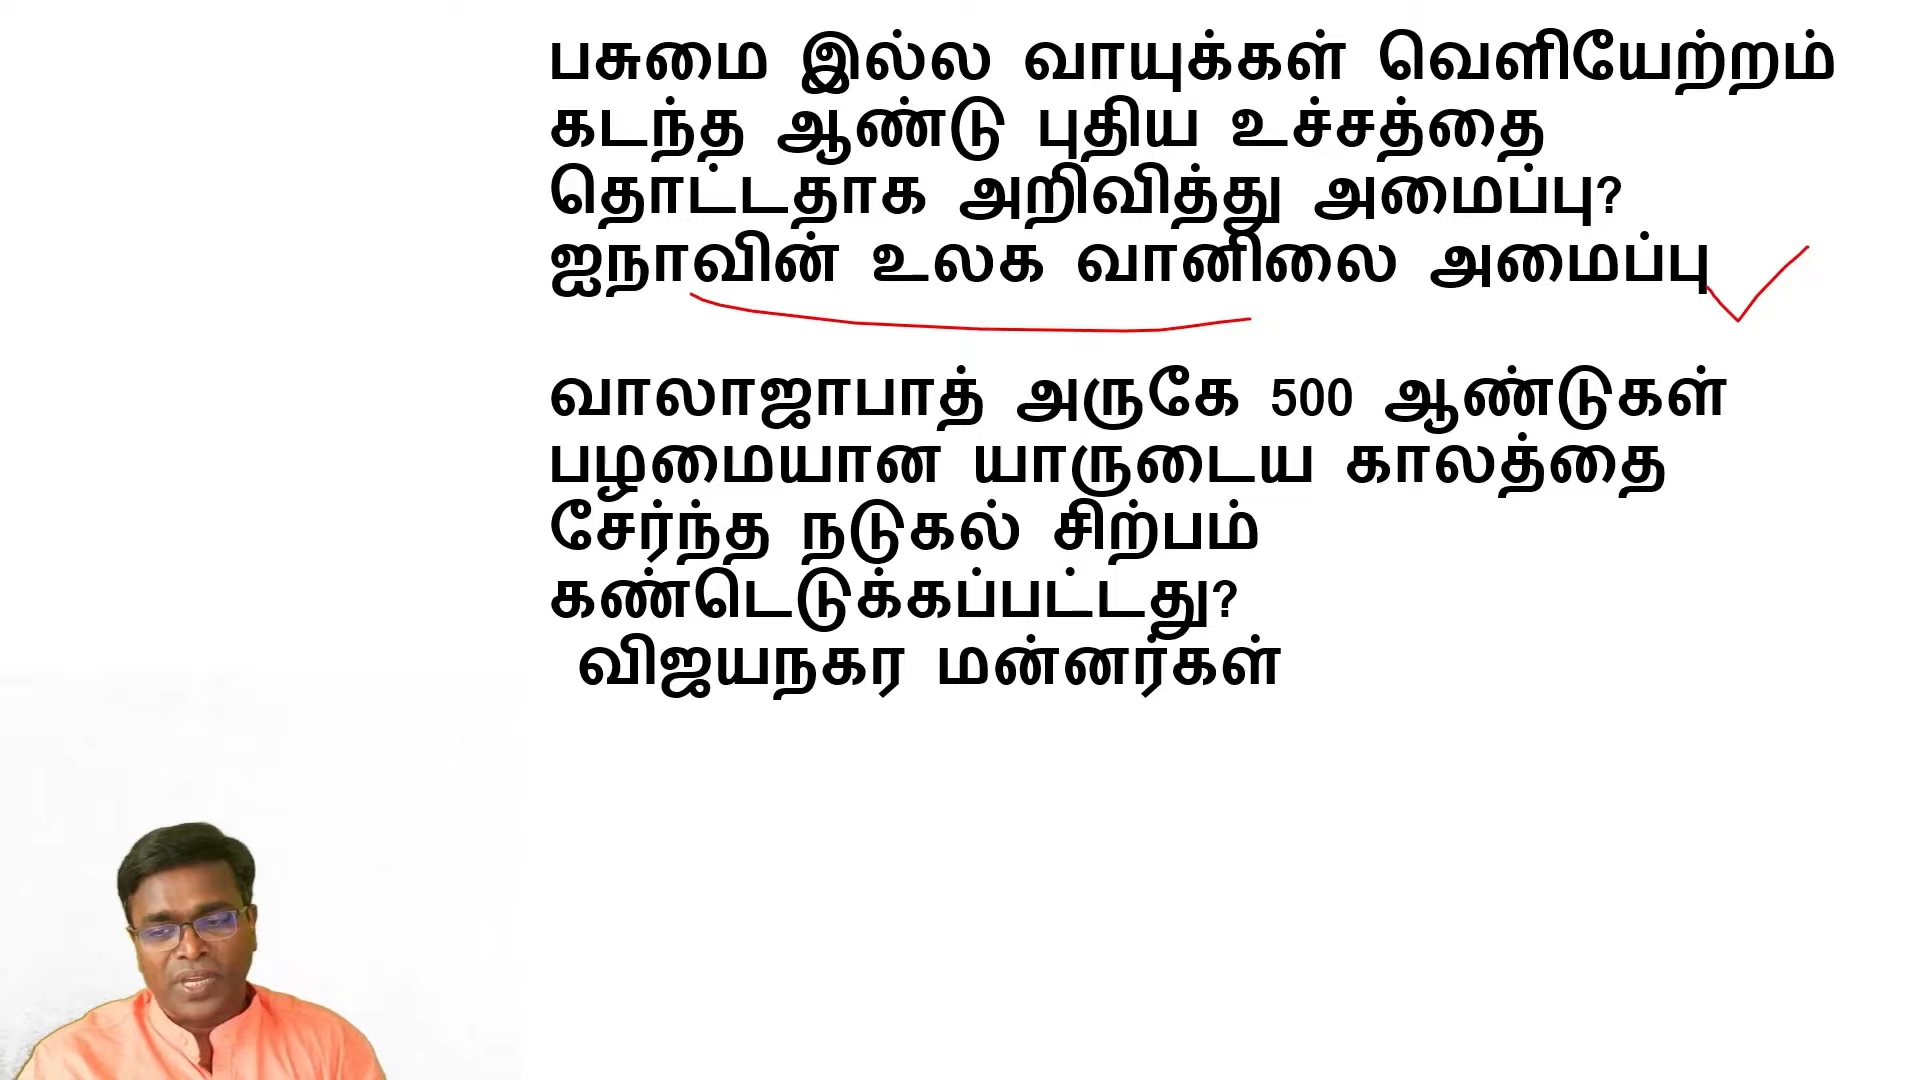 பசுமை இல்ல வாயுக்கள் வெளியேற்றம்
கடந்த ஆண்டு புதிய உச்சத்தை
தொட்டதாக அறிவித்து அமைப்பு?
ஐநாவின் உலக வானிலை அமைப்பு
வாலாஜாபாத் அருகே 500 ஆண்டுகள்
பழமையான யாருடைய காலத்தை
சேர்ந்த நடுகல் சிற்பம்
கண்டெடுக்கப்பட்டது?
விஜயநகர மன்னர்கள்